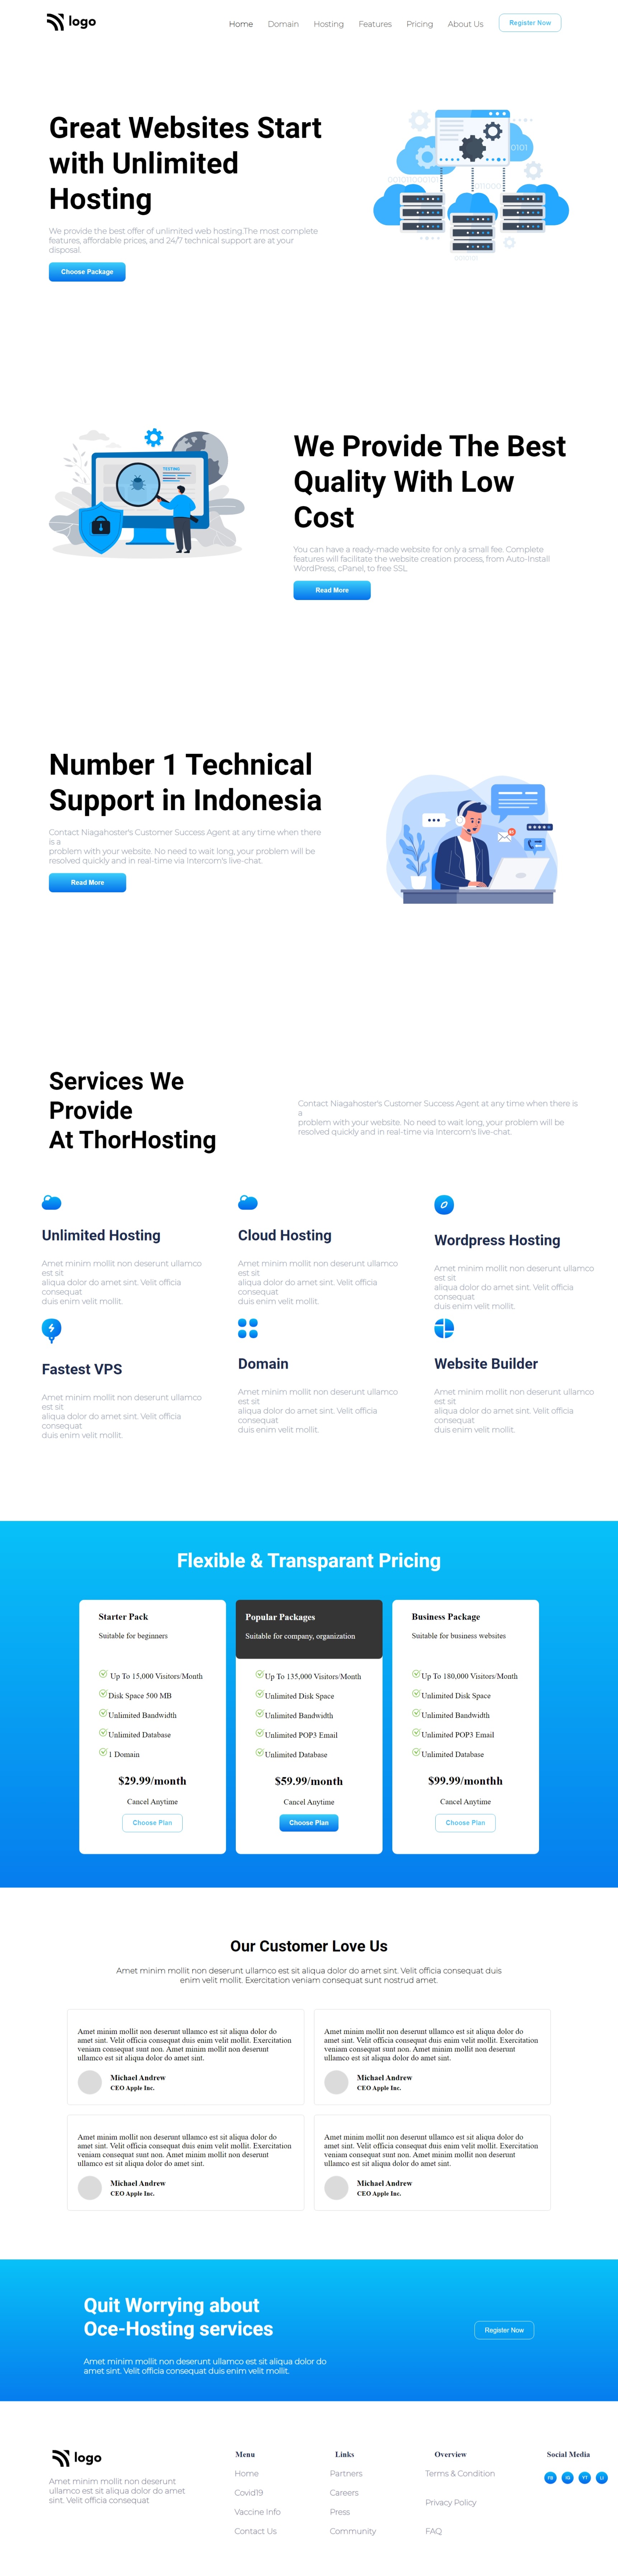 logo
Home Domain Hosting Features Pricing About Us Register Now
Great Websites Start
with Unlimited
Hosting
We provide the best offer of unlimited web hosting.The most complete
features, affordable prices, and 24/7 technical support are at your
disposal.
Choose Package
TESTING
We Provide The Best
Quality With Low
Cost
You can have a ready-made website for only a small fee. Complete
features will facilitate the website creation process, from Auto-Install
WordPress, cPanel, to free SSL
Read More
Number 1 Technical
Support in Indonesia
Contact Niagahoster's Customer Success Agent at any time when there
is a
problem with your website. No need to wait long, your problem will be
resolved quickly and in real-time via Intercom's live-chat.
Read More
Services We
Provide
At ThorHosting
Contact Niagahoster's Customer Success Agent at any time when there is
a
problem with your website. No need to wait long, your problem will be
resolved quickly and in real-time via Intercom's live-chat.
Unlimited Hosting
Amet minim mollit non deserunt ullamco
est sit
aliqua dolor do amet sint. Velit officia
consequat
duis enim velit mollit.
Cloud Hosting
Amet minim mollit non deserunt ullamco
est sit
aliqua dolor do amet sint. Velit officia
consequat
duis enim velit mollit.
Wordpress Hosting
Amet minim mollit non deserunt ullamco
est sit
aliqua dolor do amet sint. Velit officia
consequat
duis enim velit mollit.
Fastest VPS
Amet minim mollit non deserunt ullamco
est sit
aliqua dolor do amet sint. Velit officia
consequat
duis enim velit mollit.
Domain
Amet minim mollit non deserunt ullamco
est sit
aliqua dolor do amet sint. Velit officia
consequat
duis enim velit mollit.
Website Builder
Amet minim mollit non deserunt ullamco
est sit
aliqua dolor do amet sint. Velit officia
consequat
duis enim velit mollit.
Flexible & Transparant Pricing
Starter Pack
Suitable for beginners
Up To 15,000 Visitors/Month
Disk Space 500 MB
Unlimited Bandwidth
Unlimited Database
1 Domain
$29.99/month
Cancel Anytime
Choose Plan
Popular Packages
Suitable for company, organization
Up To 135,000 Visitors/Month
Unlimited Disk Space
Unlimited Bandwidth
Unlimited POP3 Email
Unlimited Database
$59.99/month
Cancel Anytime
Choose Plan
Business Package
Suitable for business websites
Up To 180,000 Visitors/Month
Unlimited Disk Space
Unlimited Bandwidth
Unlimited POP3 Email
Unlimited Database
$99.99/monthh
Cancel Anytime
Choose Plan
Our Customer Love Us
Amet minim mollit non deserunt ullamco est sit aliqua dolor do amet sint. Velit officia consequat duis
enim velit mollit. Exercitation veniam consequat sunt nostrud amet.
Amet minim mollit non deserunt ullamco est sit aliqua dolor do
amet sint. Velit officia consequat duis enim velit mollit. Exercitation
veniam consequat sunt non. Amet minim mollit non deserunt
ullamco est sit aliqua dolor do amet sint.
Michael Andrew
CEO Apple Inc.
Amet minim mollit non deserunt ullamco est sit aliqua dolor do
amet sint. Velit officia consequat duis enim velit mollit. Exercitation
veniam consequat sunt non. Amet minim mollit non deserunt
ullamco est sit aliqua dolor do amet sint.
Michael Andrew
CEO Apple Inc.
Amet minim mollit non deserunt ullamco est sit aliqua dolor do
amet sint. Velit officia consequat duis enim velit mollit. Exercitation
veniam consequat sunt non. Amet minim mollit non deserunt
ullamco est sit aliqua dolor do amet sint.
Michael Andrew
CEO Apple Inc.
Amet minim mollit non deserunt ullamco est sit aliqua dolor do
amet sint. Velit officia consequat duis enim velit mollit. Exercitation
veniam consequat sunt non. Amet minim mollit non deserunt
ullamco est sit aliqua dolor do amet sint.
Michael Andrew
CEO Apple Inc.
Quit Worrying about
Oce-Hosting services
Amet minim mollit non deserunt ullamco est sit aliqua dolor do
amet sint. Velit officia consequat duis enim velit mollit.
Register Now
logo
Amet minim mollit non deserunt
ullamco est sit aliqua dolor do amet
sint. Velit officia consequat
Menu
Home
Covid19
Vaccine Info
Contact Us
Links
Partners
Careers
Press
Community
Overview
Terms & Condition
Privacy Policy
FAQ
Social Media
FB IG YT LI